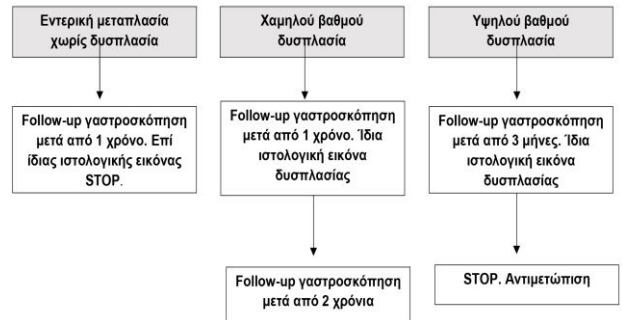 Εντερική μεταπλασία
χωρίς δυσπλασία
Χαμηλού βαθμού
δυσπλασία
Υψηλού βαθμού
δυσπλασία
Follow-up γαστροσκόπηση
μετά από 1 χρόνο. Επί
ίδιας ιστολογικής εικόνας
STOP.
Follow-up γαστροσκόπηση
μετά από 1 χρόνο. Ίδια
ιστολογική εικόνα
δυσπλασίας
Follow-up γαστροσκόπηση
μετά από 3 μήνες. Ίδια
ιστολογική εικόνα
δυσπλασίας
Follow-up γαστροσκόπηση
μετά από 2 χρόνια
STOP. Αντιμετώπιση